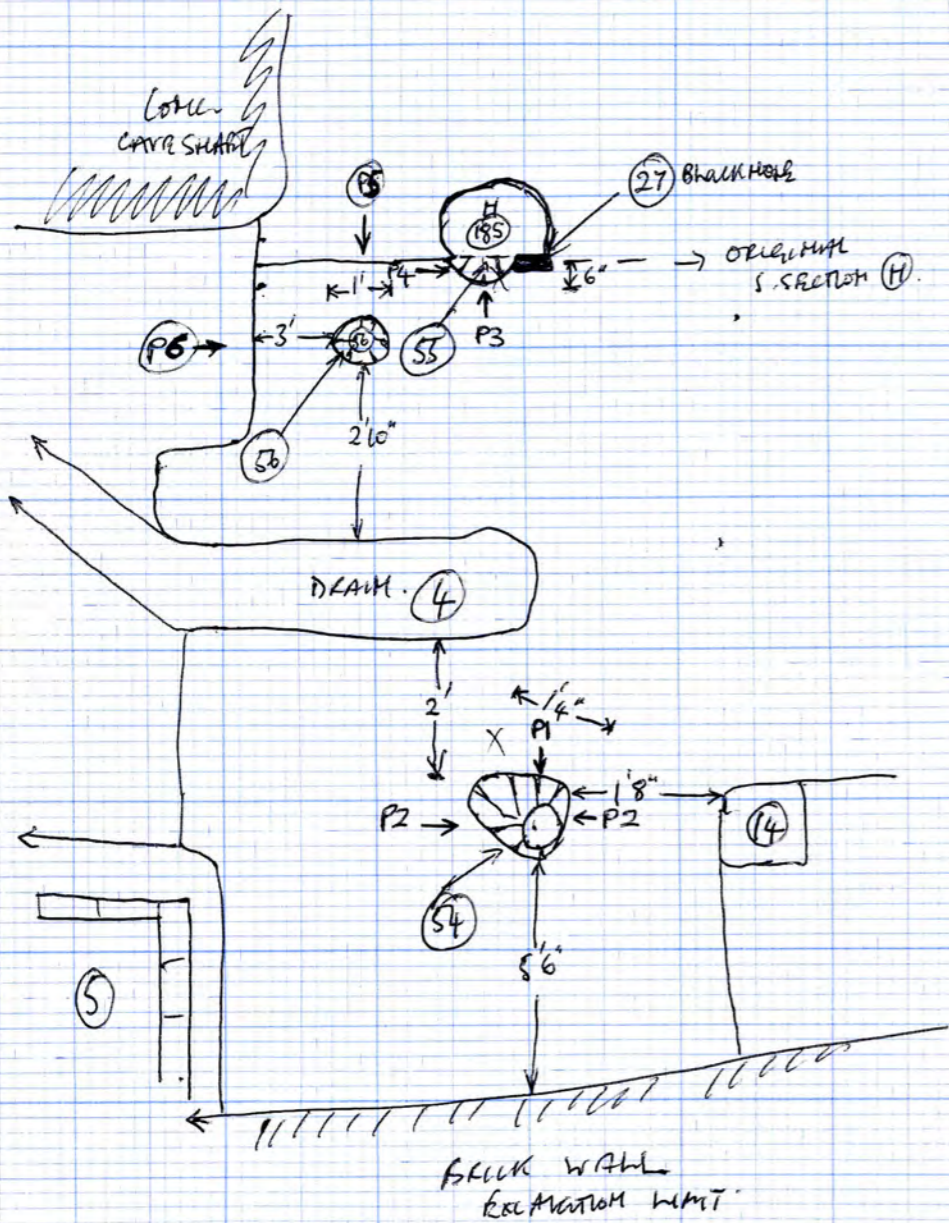 CONC.
CAVE SHAFT
P5
27 BLACK HOLE
H
185
P4
1'
6"
ORIGINAL
S. SECTION H.
P6
3'
56
55
P3
56
2'10"
DRAIN. 4
2'
1'4"
X P1
1'8"
P2
P2
14
54
5
5'6"
BRICK WALL
EXCAVATION LIMIT.